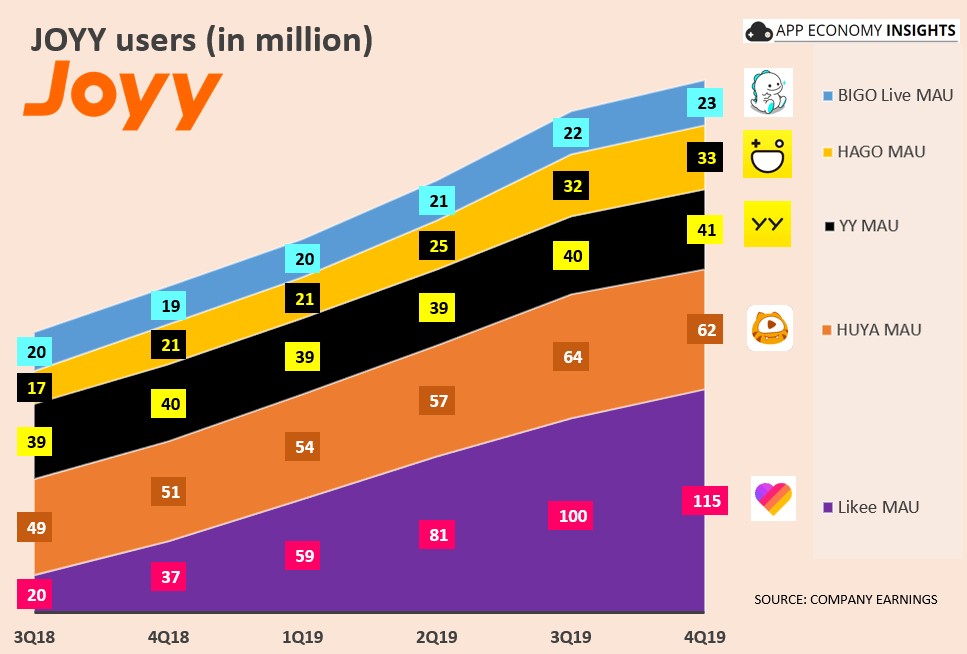 JOYY users (in million)
Joyy
APP ECONOMY INSIGHTS
BIGO Live MAU
HAGO MAU
YY
YY MAU
HUYA MAU
Likee MAU
20 19 20 21 22 23
17 21 21 25 32 33
39 40 39 39 40 41
49 51 54 57 64 62
20 37 59 81 100 115
SOURCE: COMPANY EARNINGS
3Q18 4Q18 1Q19 2Q19 3Q19 4Q19